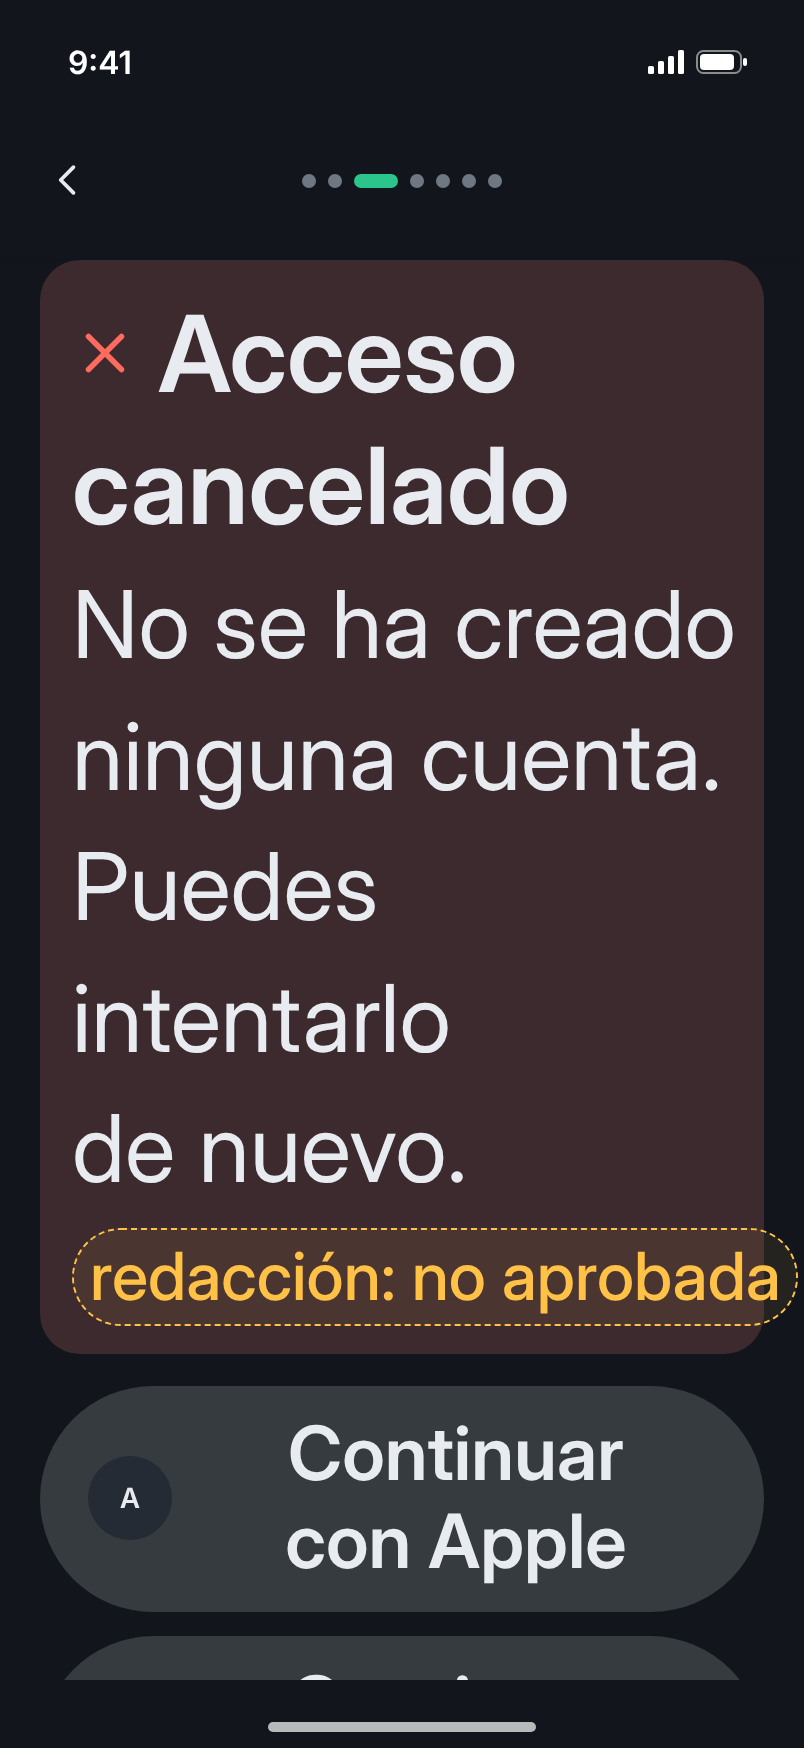 9:41
Acceso
cancelado
No se ha creado
ninguna cuenta.
Puedes
intentarlo
de nuevo.
redacción: no aprobada
A
Continuar
con Apple